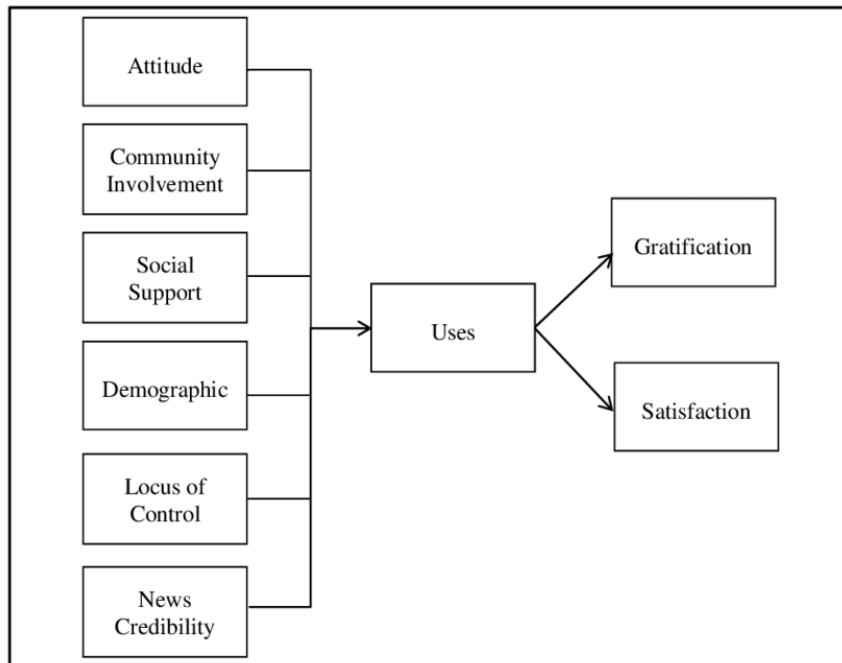 Attitude
Community
Involvement
Social
Support
Demographic
Locus of
Control
News
Credibility
Uses
Gratification
Satisfaction